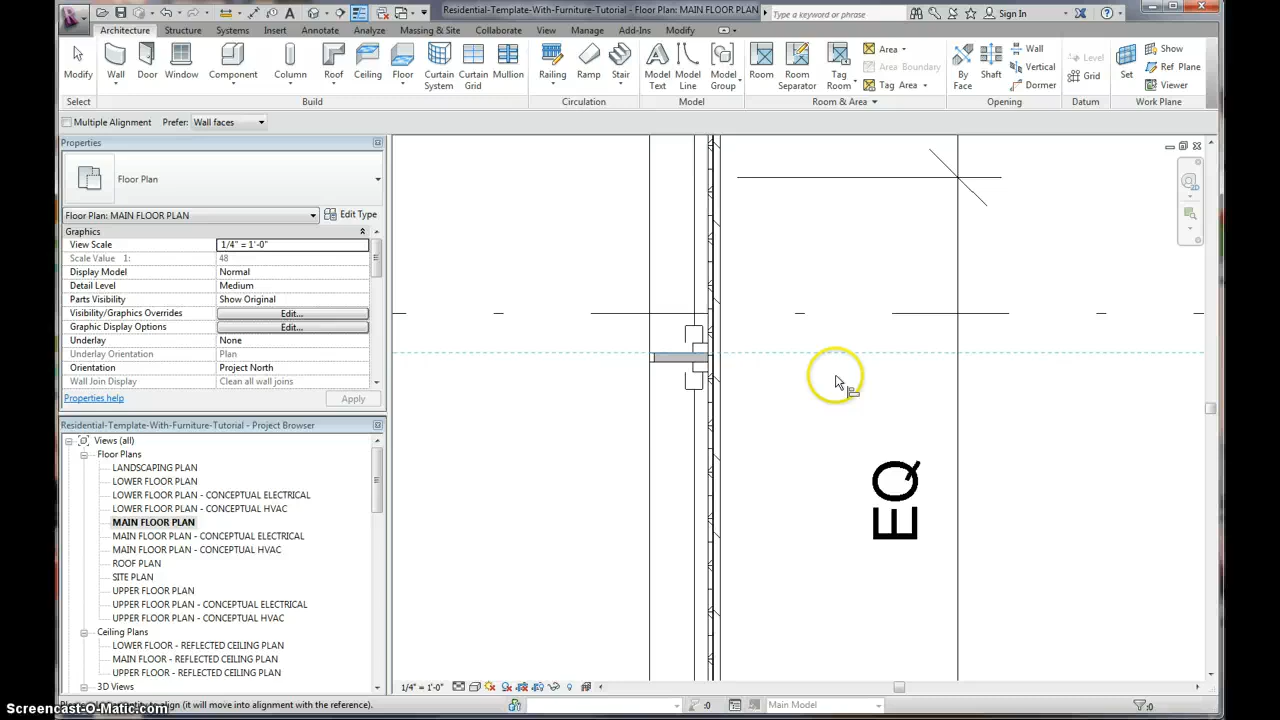 Residential-Template-With-Furniture-Tutorial - Floor Plan: MAIN FLOOR PLAN
Type a keyword or phrase
Sign In
Architecture Structure Systems Insert Annotate Analyze Massing & Site Collaborate View Manage Add-Ins Modify
Modify Wall Door Window Component Column Roof Ceiling Floor Curtain System Curtain Grid Mullion Railing Ramp Stair Model Text Model Line Model Group Room Room Separator Tag Room
Area
Area Boundary
Tag Area
By Face Shaft
Wall
Vertical
Dormer
Level
Grid
Set
Show
Ref Plane
Viewer
Select Build Circulation Model Room & Area Opening Datum Work Plane
Multiple Alignment Prefer: Wall faces
Properties
Floor Plan
Floor Plan: MAIN FLOOR PLAN Edit Type
Graphics
View Scale 1/4" = 1'-0"
Scale Value 1: 48
Display Model Normal
Detail Level Medium
Parts Visibility Show Original
Visibility/Graphics Overrides Edit...
Graphic Display Options Edit...
Underlay None
Underlay Orientation Plan
Orientation Project North
Wall Join Display Clean all wall joins
Properties help Apply
Residential-Template-With-Furniture-Tutorial - Project Browser
Views (all)
Floor Plans
LANDSCAPING PLAN
LOWER FLOOR PLAN
LOWER FLOOR PLAN - CONCEPTUAL ELECTRICAL
LOWER FLOOR PLAN - CONCEPTUAL HVAC
MAIN FLOOR PLAN
MAIN FLOOR PLAN - CONCEPTUAL ELECTRICAL
MAIN FLOOR PLAN - CONCEPTUAL HVAC
ROOF PLAN
SITE PLAN
UPPER FLOOR PLAN
UPPER FLOOR PLAN - CONCEPTUAL ELECTRICAL
UPPER FLOOR PLAN - CONCEPTUAL HVAC
Ceiling Plans
LOWER FLOOR - REFLECTED CEILING PLAN
MAIN FLOOR - REFLECTED CEILING PLAN
UPPER FLOOR - REFLECTED CEILING PLAN
3D Views
EQ
1/4" = 1'-0"
to align (it will move into alignment with the reference).
:0 Main Model :0
Screencast-O-Matic.com